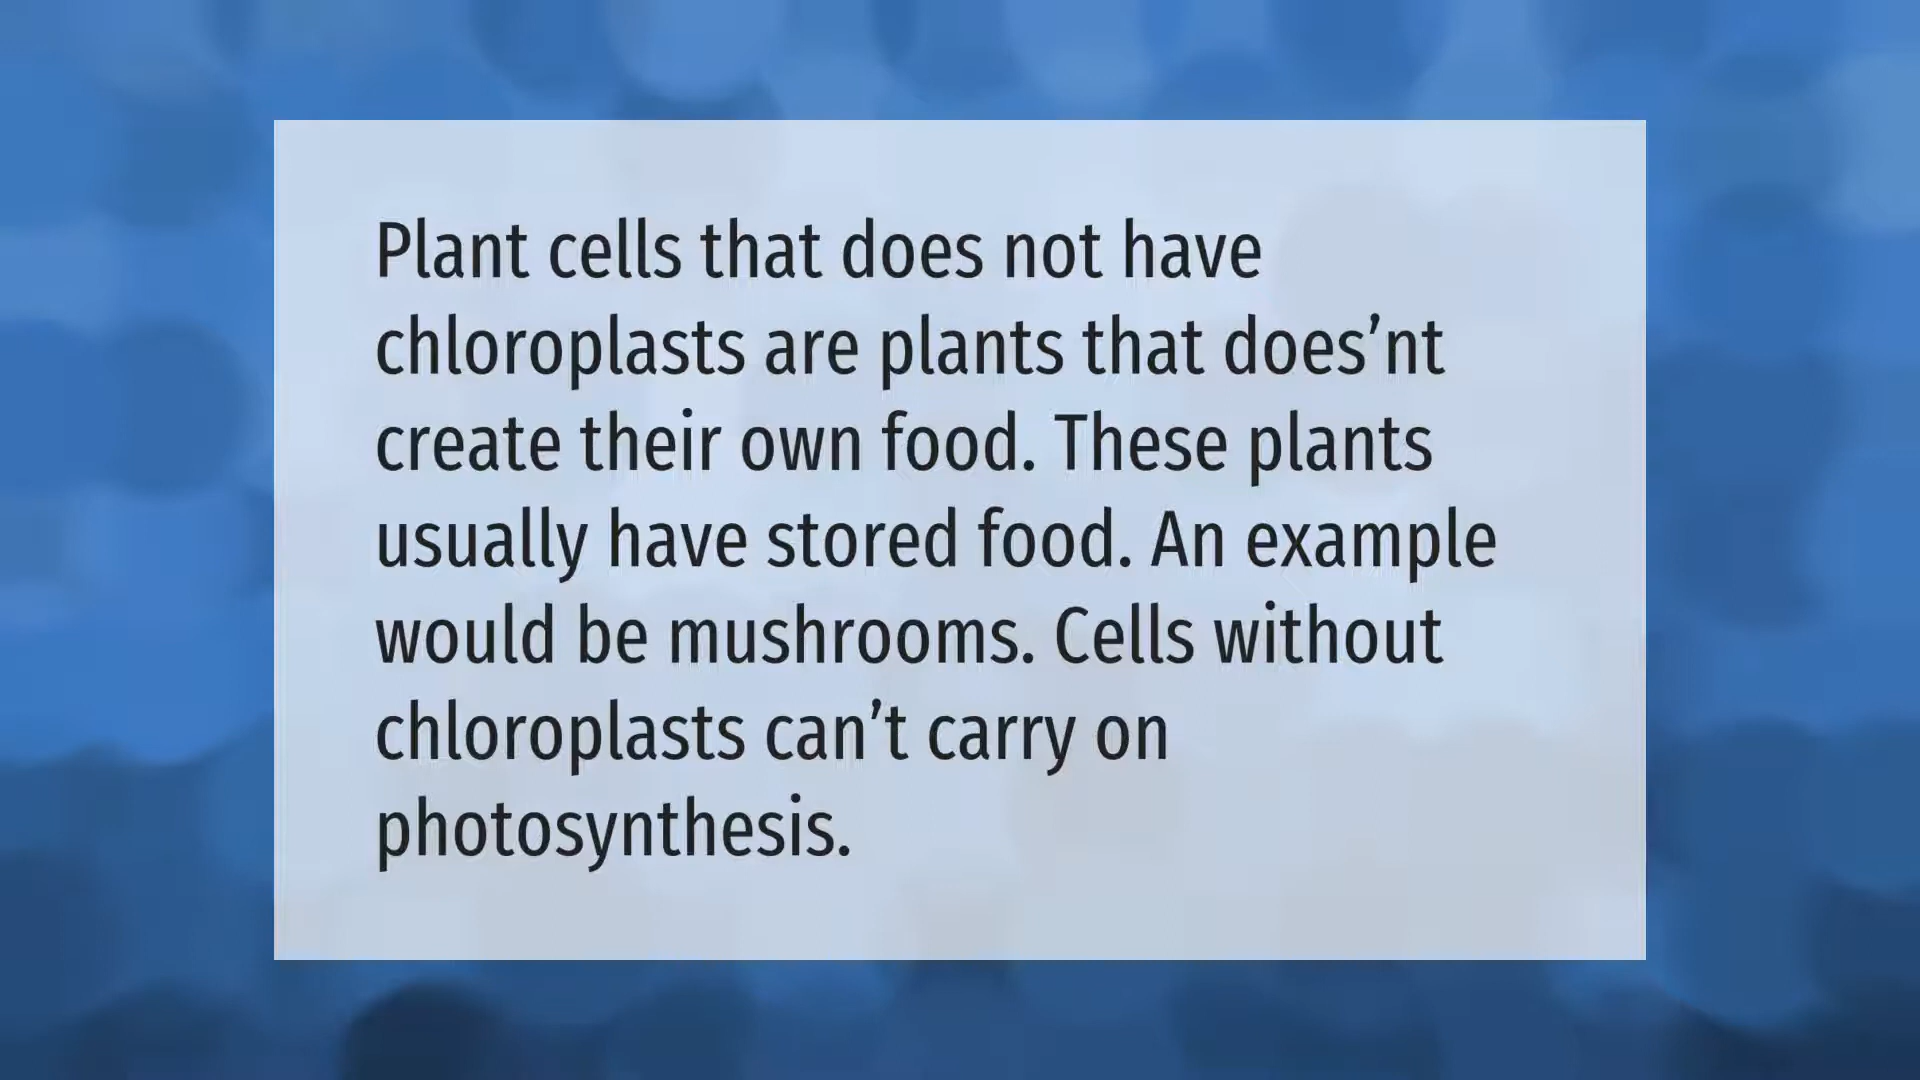 Plant cells that does not have
chloroplasts are plants that does’nt
create their own food. These plants
usually have stored food. An example
would be mushrooms. Cells without
chloroplasts can’t carry on
photosynthesis.